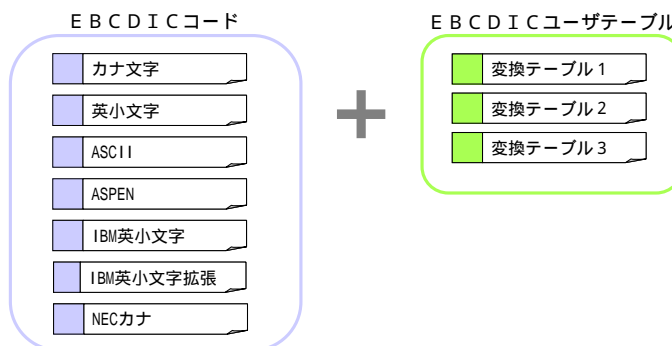 ＥＢＣＤＩＣコード
カナ文字
英小文字
ASCII
ASPEN
IBM英小文字
IBM英小文字拡張
NECカナ
ＥＢＣＤＩＣユーザテーブル
変換テーブル１
変換テーブル２
変換テーブル３